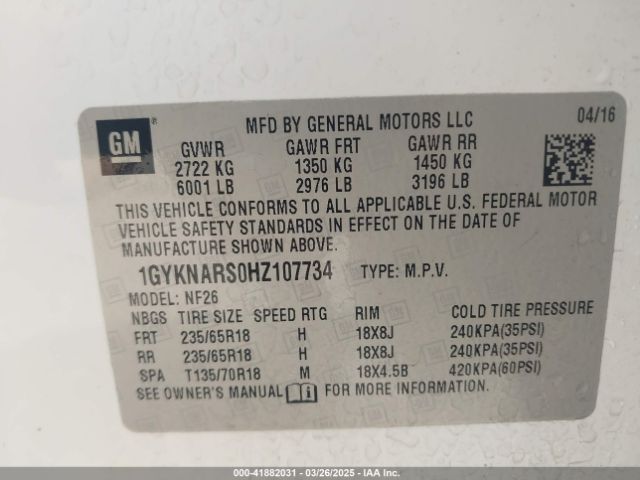 GM ®
MFD BY GENERAL MOTORS LLC 04/16
GVWR GAWR FRT GAWR RR
2722 KG 1350 KG 1450 KG
6001 LB 2976 LB 3196 LB
THIS VEHICLE CONFORMS TO ALL APPLICABLE U.S. FEDERAL MOTOR
VEHICLE SAFETY STANDARDS IN EFFECT ON THE DATE OF
MANUFACTURE SHOWN ABOVE.
1GYKNARS0HZ107734 TYPE: M.P.V.
MODEL: NF26
NBGS TIRE SIZE SPEED RTG RIM COLD TIRE PRESSURE
FRT 235/65R18 H 18X8J 240KPA(35PSI)
RR 235/65R18 H 18X8J 240KPA(35PSI)
SPA T135/70R18 M 18X4.5B 420KPA(60PSI)
SEE OWNER'S MANUAL FOR MORE INFORMATION.
000-41882031 - 03/26/2025 - IAA Inc.